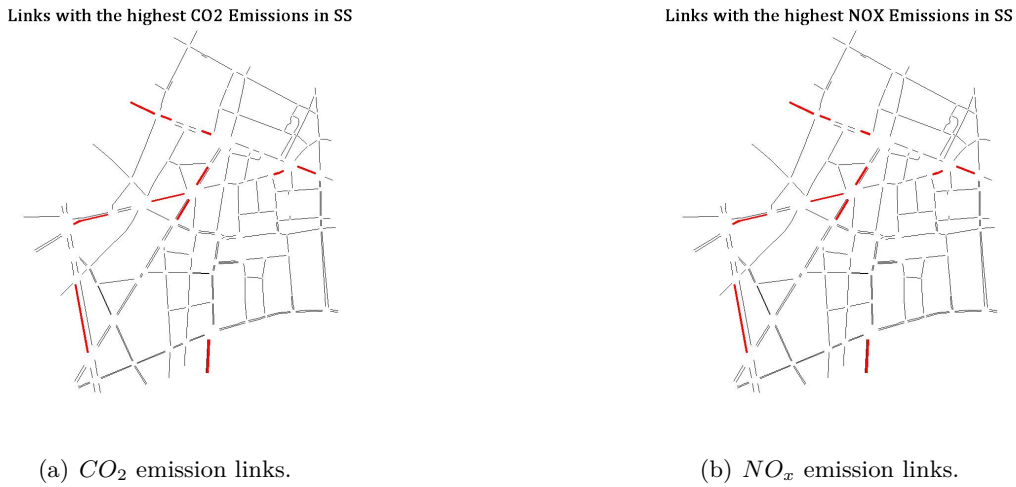 Links with the highest CO2 Emissions in SS
Links with the highest NOX Emissions in SS
(a) CO₂ emission links.
(b) NOₓ emission links.